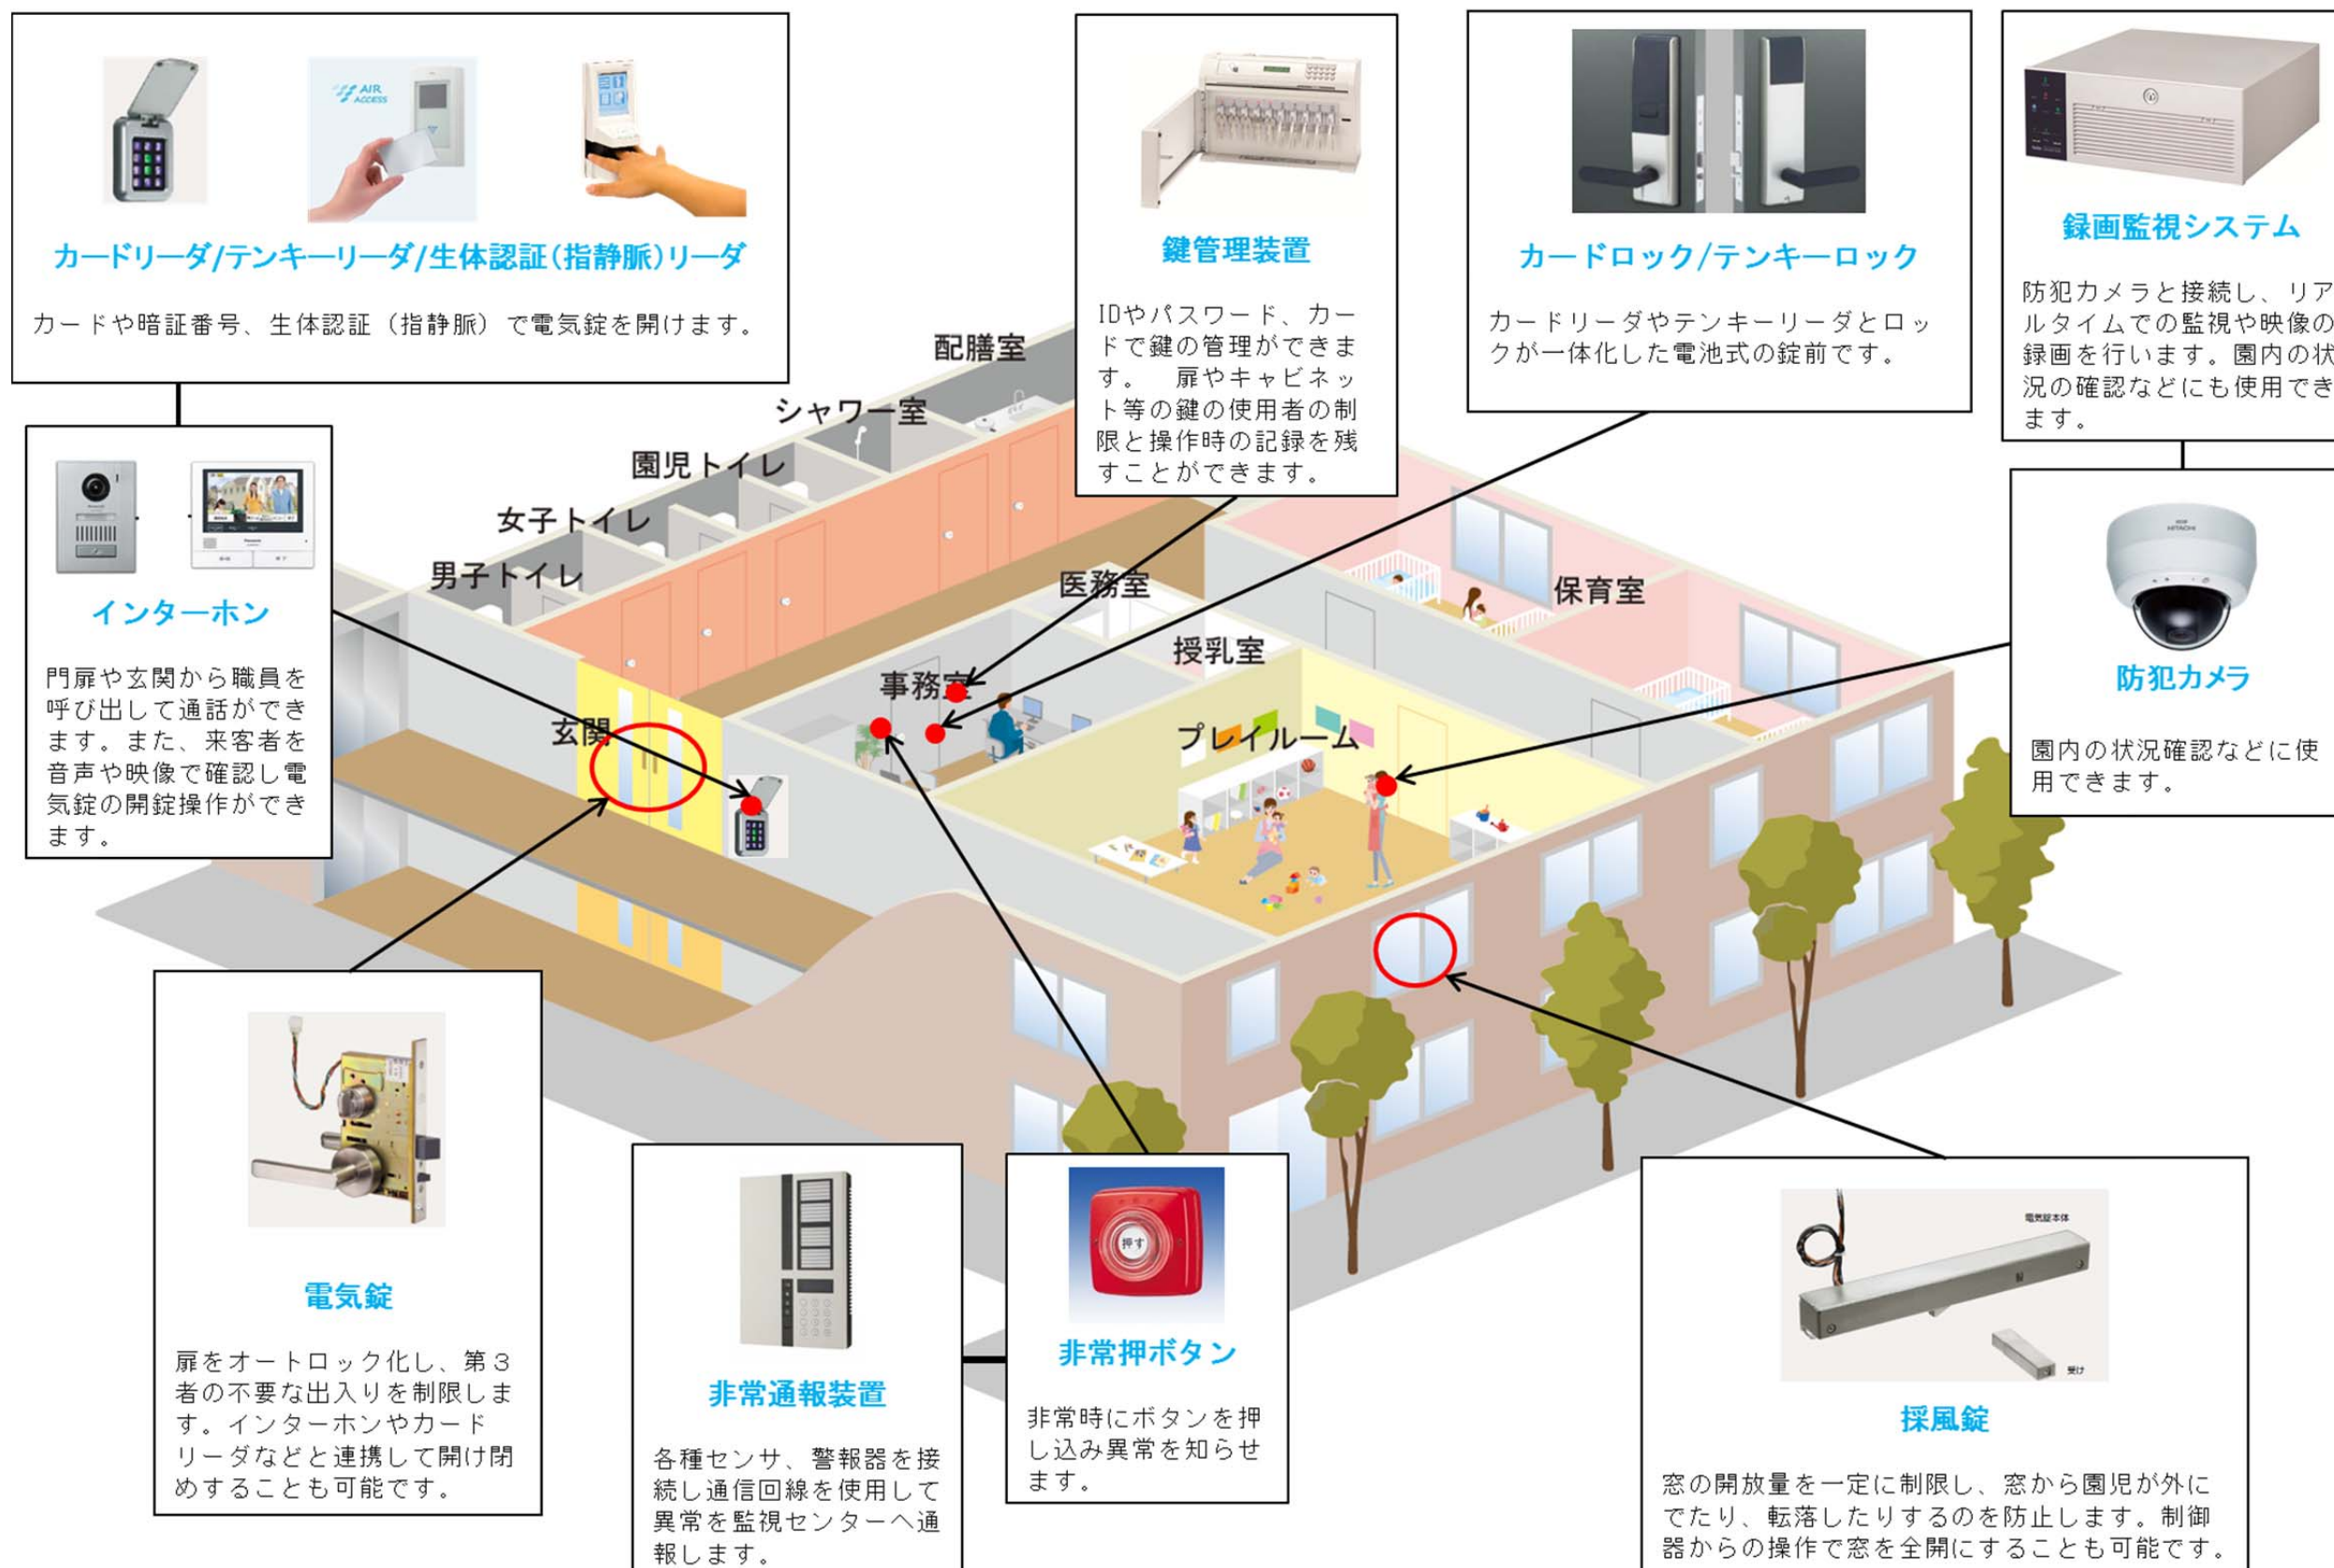 AIR
ACCESS
カードリーダ/テンキーリーダ/生体認証(指静脈)リーダ
カードや暗証番号、生体認証（指静脈）で電気錠を開けます。
鍵管理装置
IDやパスワード、カー
ドで鍵の管理ができま
す。　扉やキャビネッ
ト等の鍵の使用者の制
限と操作時の記録を残
すことができます。
カードロック/テンキーロック
カードリーダやテンキーリーダとロッ
クが一体化した電池式の錠前です。
録画監視システム
防犯カメラと接続し、リア
ルタイムでの監視や映像の
録画を行います。園内の状
況の確認などにも使用でき
ます。
配膳室
シャワー室
園児トイレ
女子トイレ
男子トイレ
医務室
授乳室
事務室
玄関
プレイルーム
保育室
インターホン
門扉や玄関から職員を
呼び出して通話ができ
ます。また、来客者を
音声や映像で確認し電
気錠の開錠操作ができ
ます。
HITACHI
防犯カメラ
園内の状況確認などに使
用できます。
電気錠
扉をオートロック化し、第３
者の不要な出入りを制限しま
す。インターホンやカード
リーダなどと連携して開け閉
めすることも可能です。
非常通報装置
各種センサ、警報器を接
続し通信回線を使用して
異常を監視センターへ通
報します。
押す
非常押ボタン
非常時にボタンを押
し込み異常を知らせ
ます。
電気錠本体
受け
採風錠
窓の開放量を一定に制限し、窓から園児が外に
でたり、転落したりするのを防止します。制御
器からの操作で窓を全開にすることも可能です。